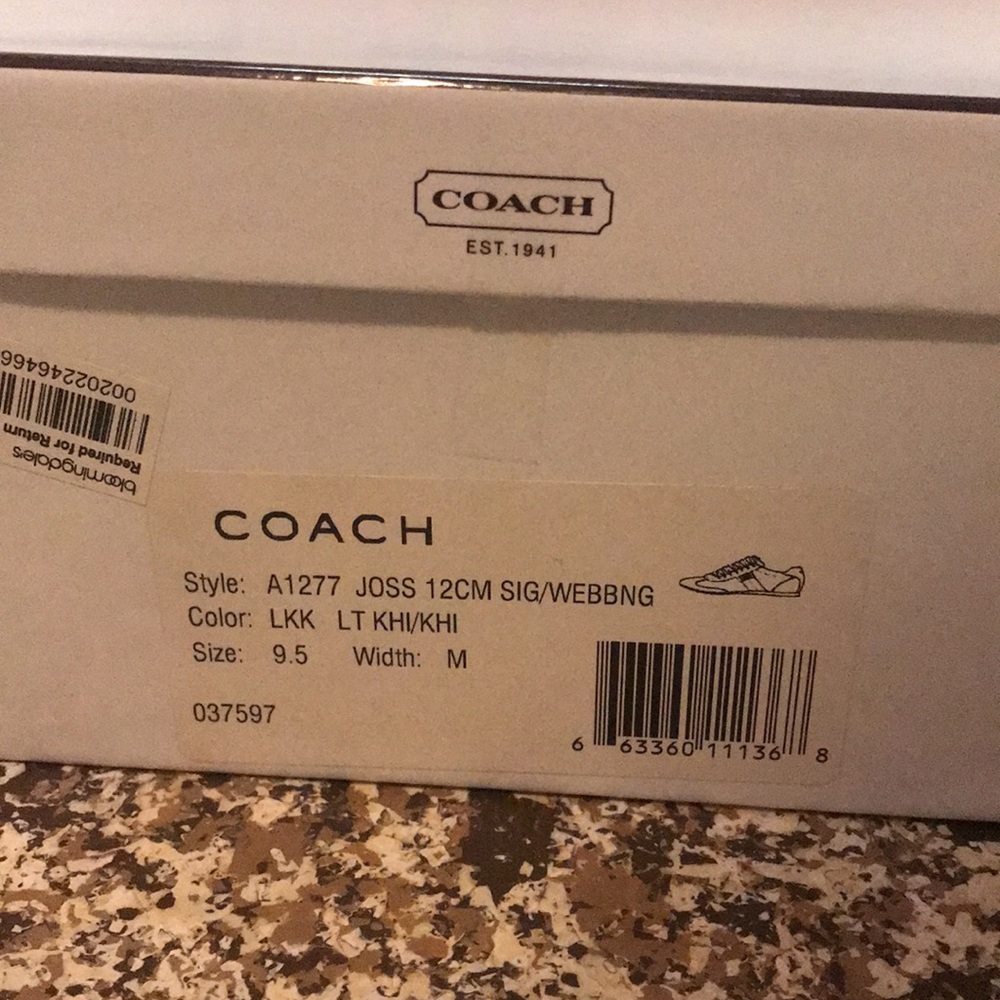 COACH
EST.1941
bloomingdales
Required for Return
00202246466
COACH
Style: A1277 JOSS 12CM SIG/WEBBNG
Color: LKK LT KHI/KHI
Size: 9.5 Width: M
037597
6 63360 11136 8